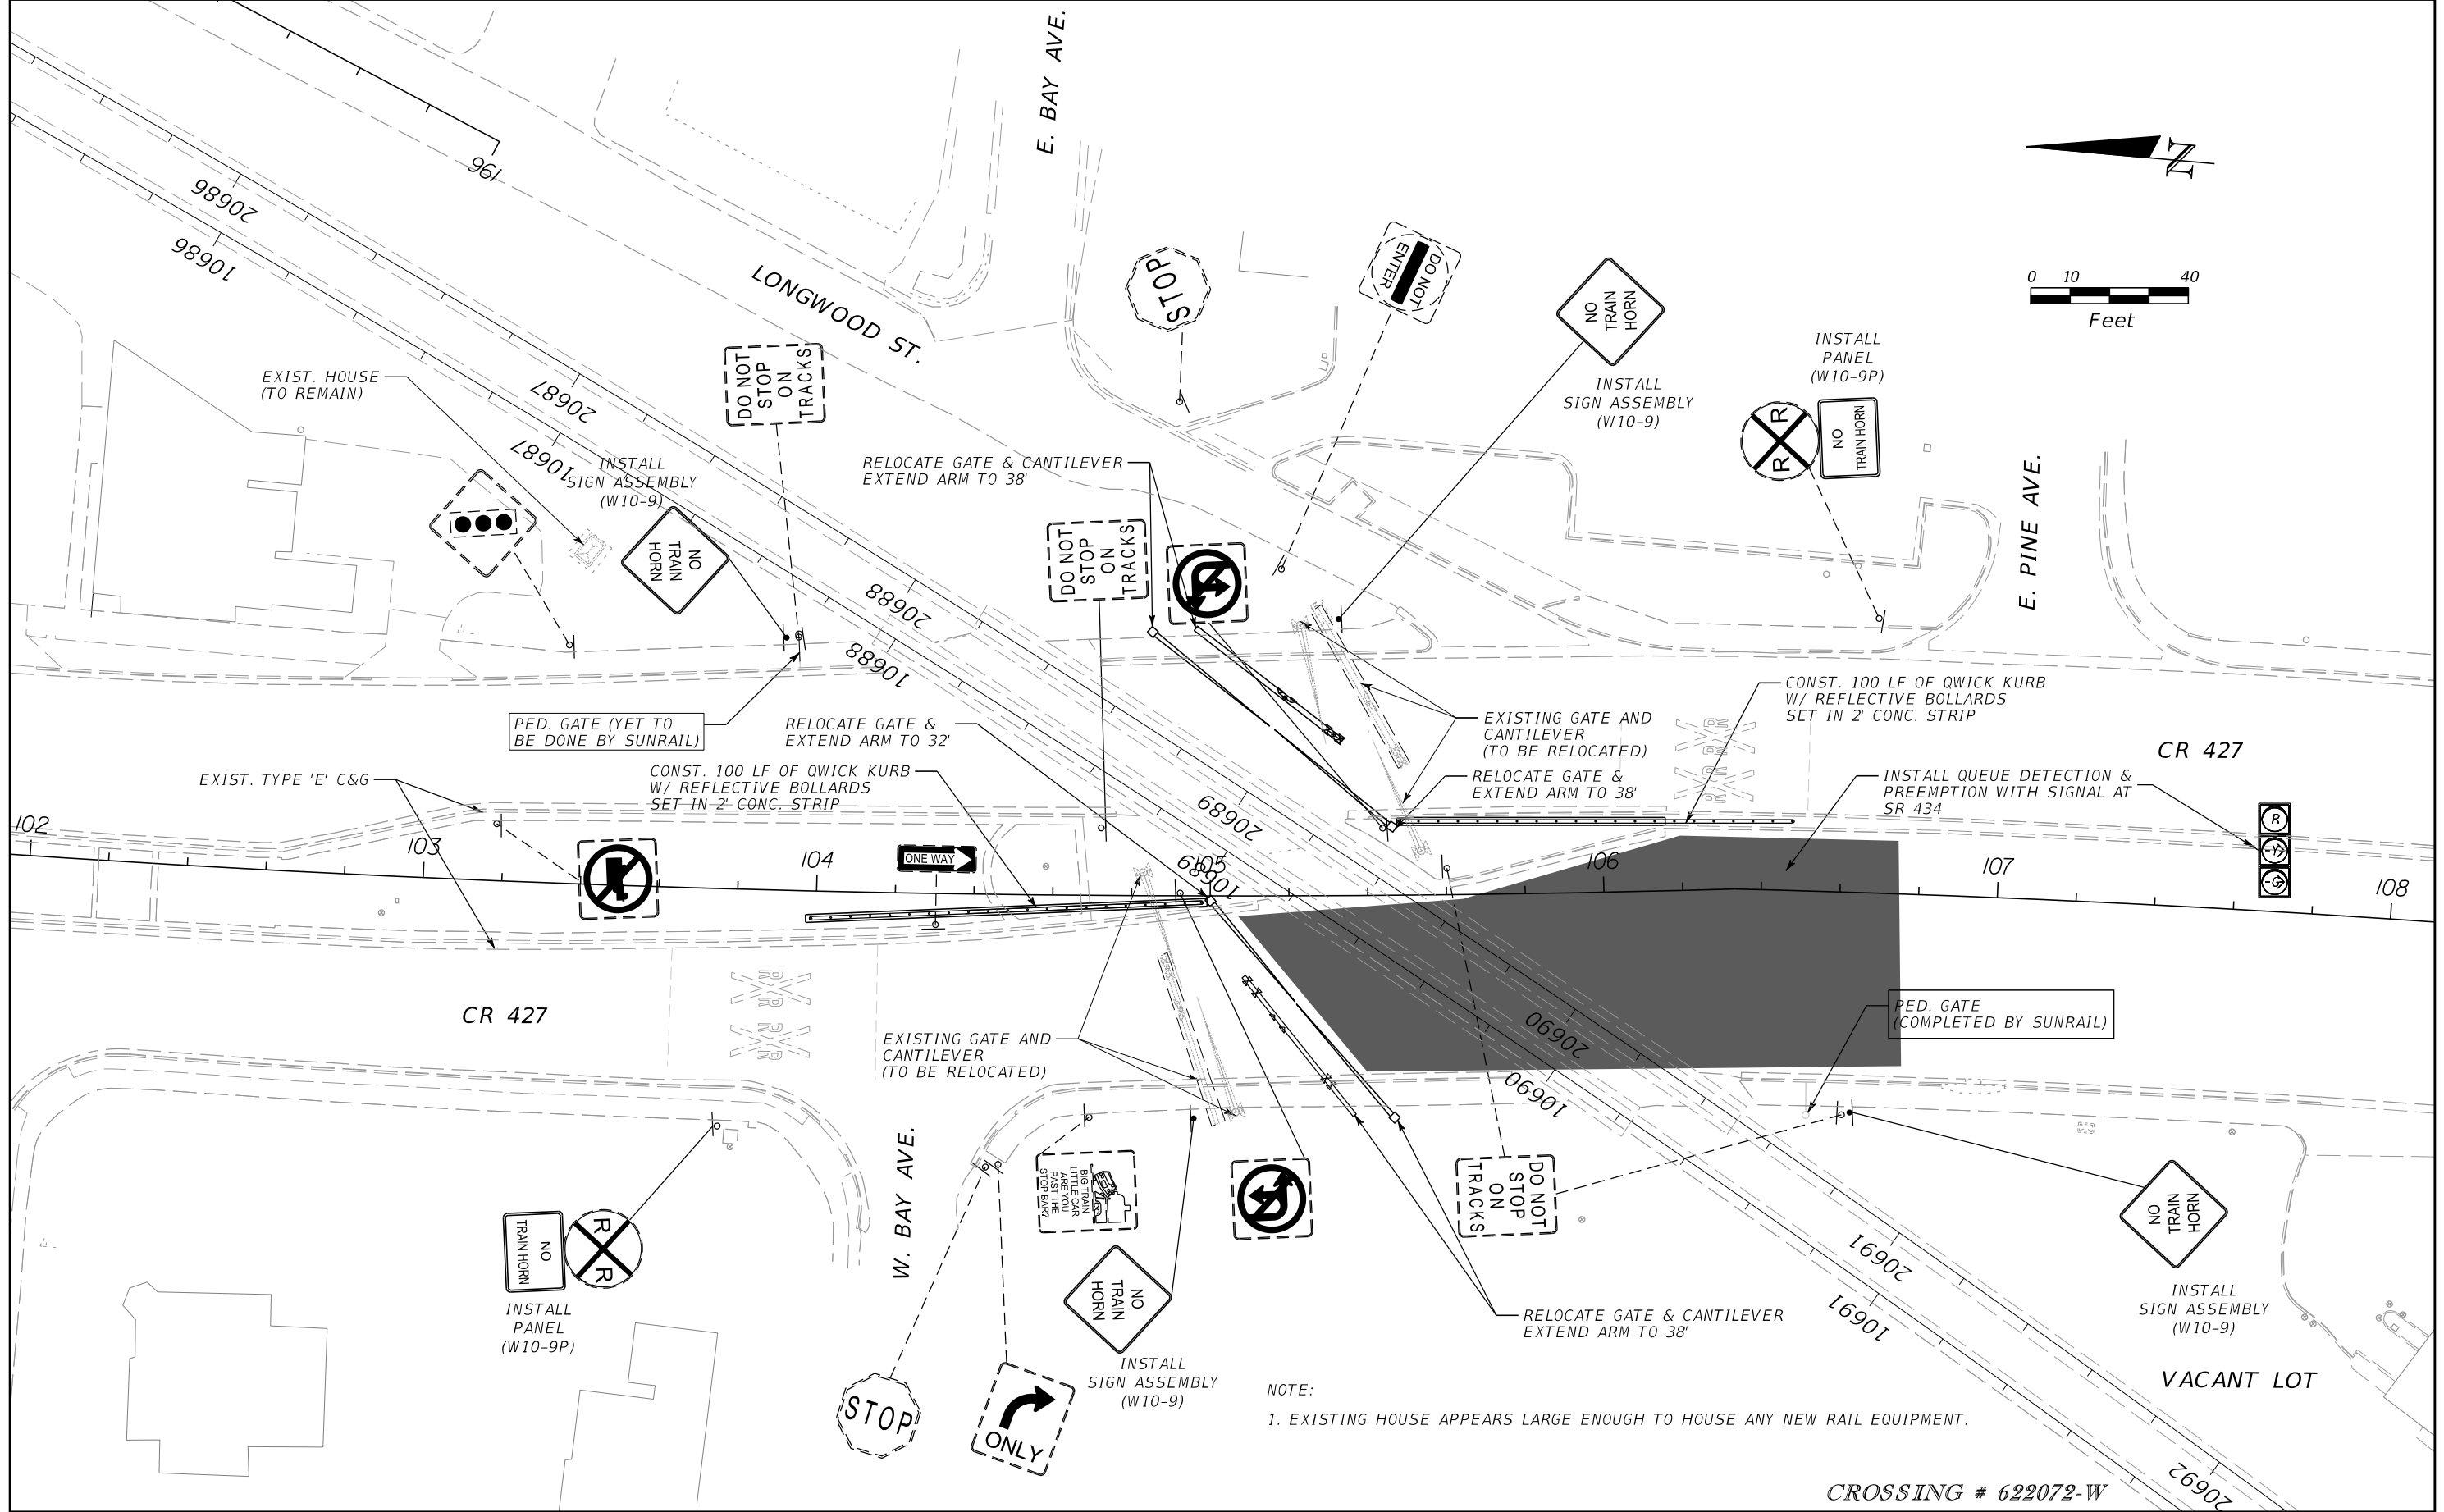 E. BAY AVE.
N
196
20686
10686
0 10 40
Feet
LONGWOOD ST.
STOP
DO NOT
ENTER
NO
TRAIN
HORN
INSTALL
SIGN ASSEMBLY
(W10-9)
INSTALL
PANEL
(W10-9P)
R R
NO
TRAIN HORN
E. PINE AVE.
EXIST. HOUSE
(TO REMAIN)
DO NOT
STOP
ON
TRACKS
20687
10687
INSTALL
SIGN ASSEMBLY
(W10-9)
NO
TRAIN
HORN
RELOCATE GATE & CANTILEVER
EXTEND ARM TO 38'
DO NOT
STOP
ON
TRACKS
20688
10688
PED. GATE (YET TO
BE DONE BY SUNRAIL)
RELOCATE GATE &
EXTEND ARM TO 32'
EXISTING GATE AND
CANTILEVER
(TO BE RELOCATED)
CONST. 100 LF OF QWICK KURB
W/ REFLECTIVE BOLLARDS
SET IN 2' CONC. STRIP
CR 427
EXIST. TYPE 'E' C&G
CONST. 100 LF OF QWICK KURB
W/ REFLECTIVE BOLLARDS
SET IN 2' CONC. STRIP
RELOCATE GATE &
EXTEND ARM TO 38'
INSTALL QUEUE DETECTION &
PREEMPTION WITH SIGNAL AT
SR 434
R
Y
G
R R
R R
20689
10689
102
103
104
105
106
107
108
ONE WAY
CR 427
R R
R R
EXISTING GATE AND
CANTILEVER
(TO BE RELOCATED)
PED. GATE
(COMPLETED BY SUNRAIL)
20690
10690
W. BAY AVE.
BIG TRAIN
LITTLE CAR
ARE YOU
PAST THE
STOP BAR?
DO NOT
STOP
ON
TRACKS
NO
TRAIN
HORN
INSTALL
SIGN ASSEMBLY
(W10-9)
NO
TRAIN HORN
R R
INSTALL
PANEL
(W10-9P)
NO
TRAIN
HORN
INSTALL
SIGN ASSEMBLY
(W10-9)
20691
10691
RELOCATE GATE & CANTILEVER
EXTEND ARM TO 38'
STOP
ONLY
VACANT LOT
NOTE:
1. EXISTING HOUSE APPEARS LARGE ENOUGH TO HOUSE ANY NEW RAIL EQUIPMENT.
20692
CROSSING # 622072-W